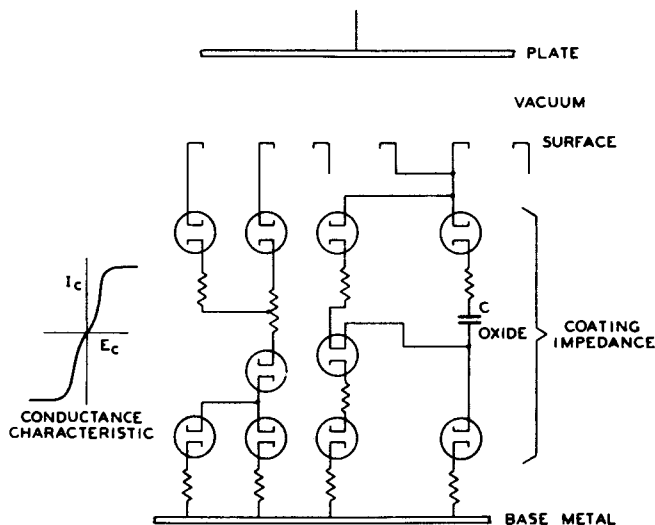 PLATE
VACUUM
SURFACE
I_C
E_C
C
OXIDE
COATING
IMPEDANCE
CONDUCTANCE
CHARACTERISTIC
BASE METAL